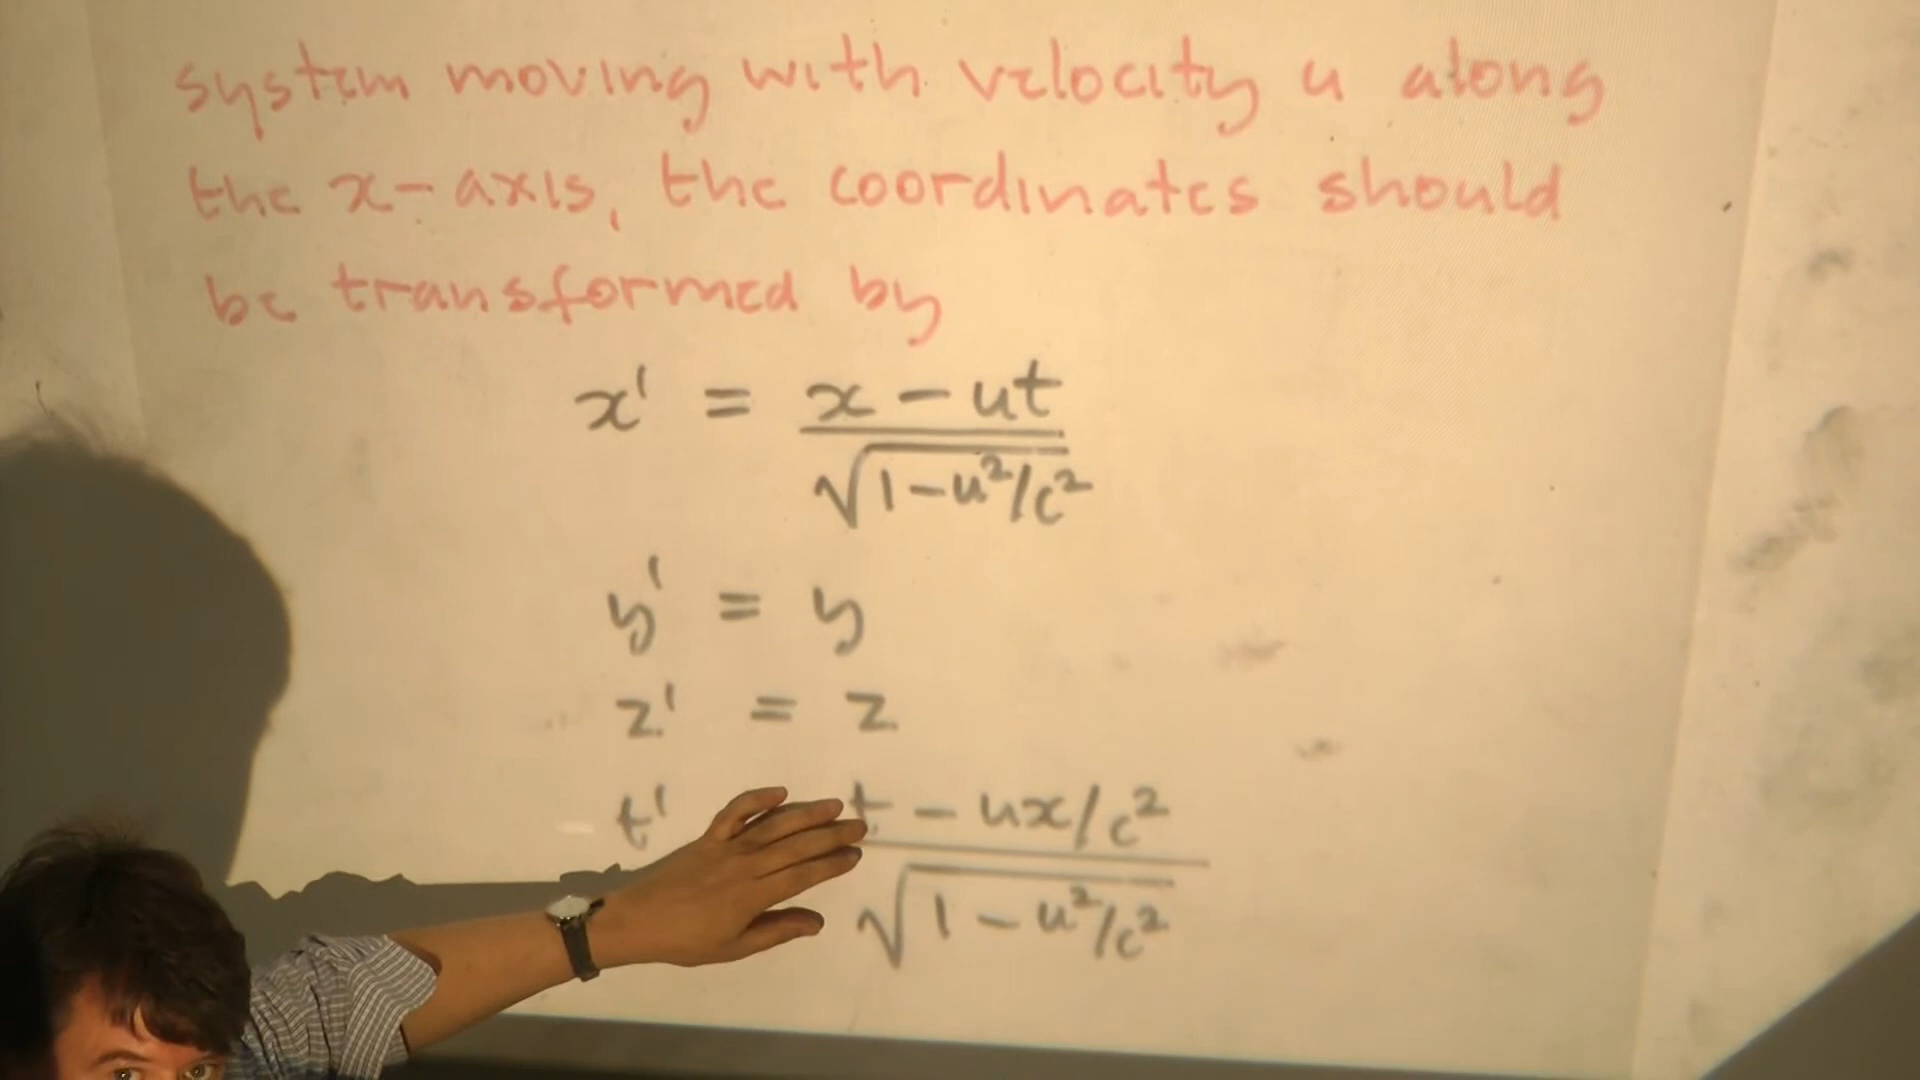 system moving with velocity u along
the x-axis, the coordinates should
be transformed by
x' = x - ut
√1-u²/c²
y' = y
z' = z
t' t - ux/c²
√1-u²/c²